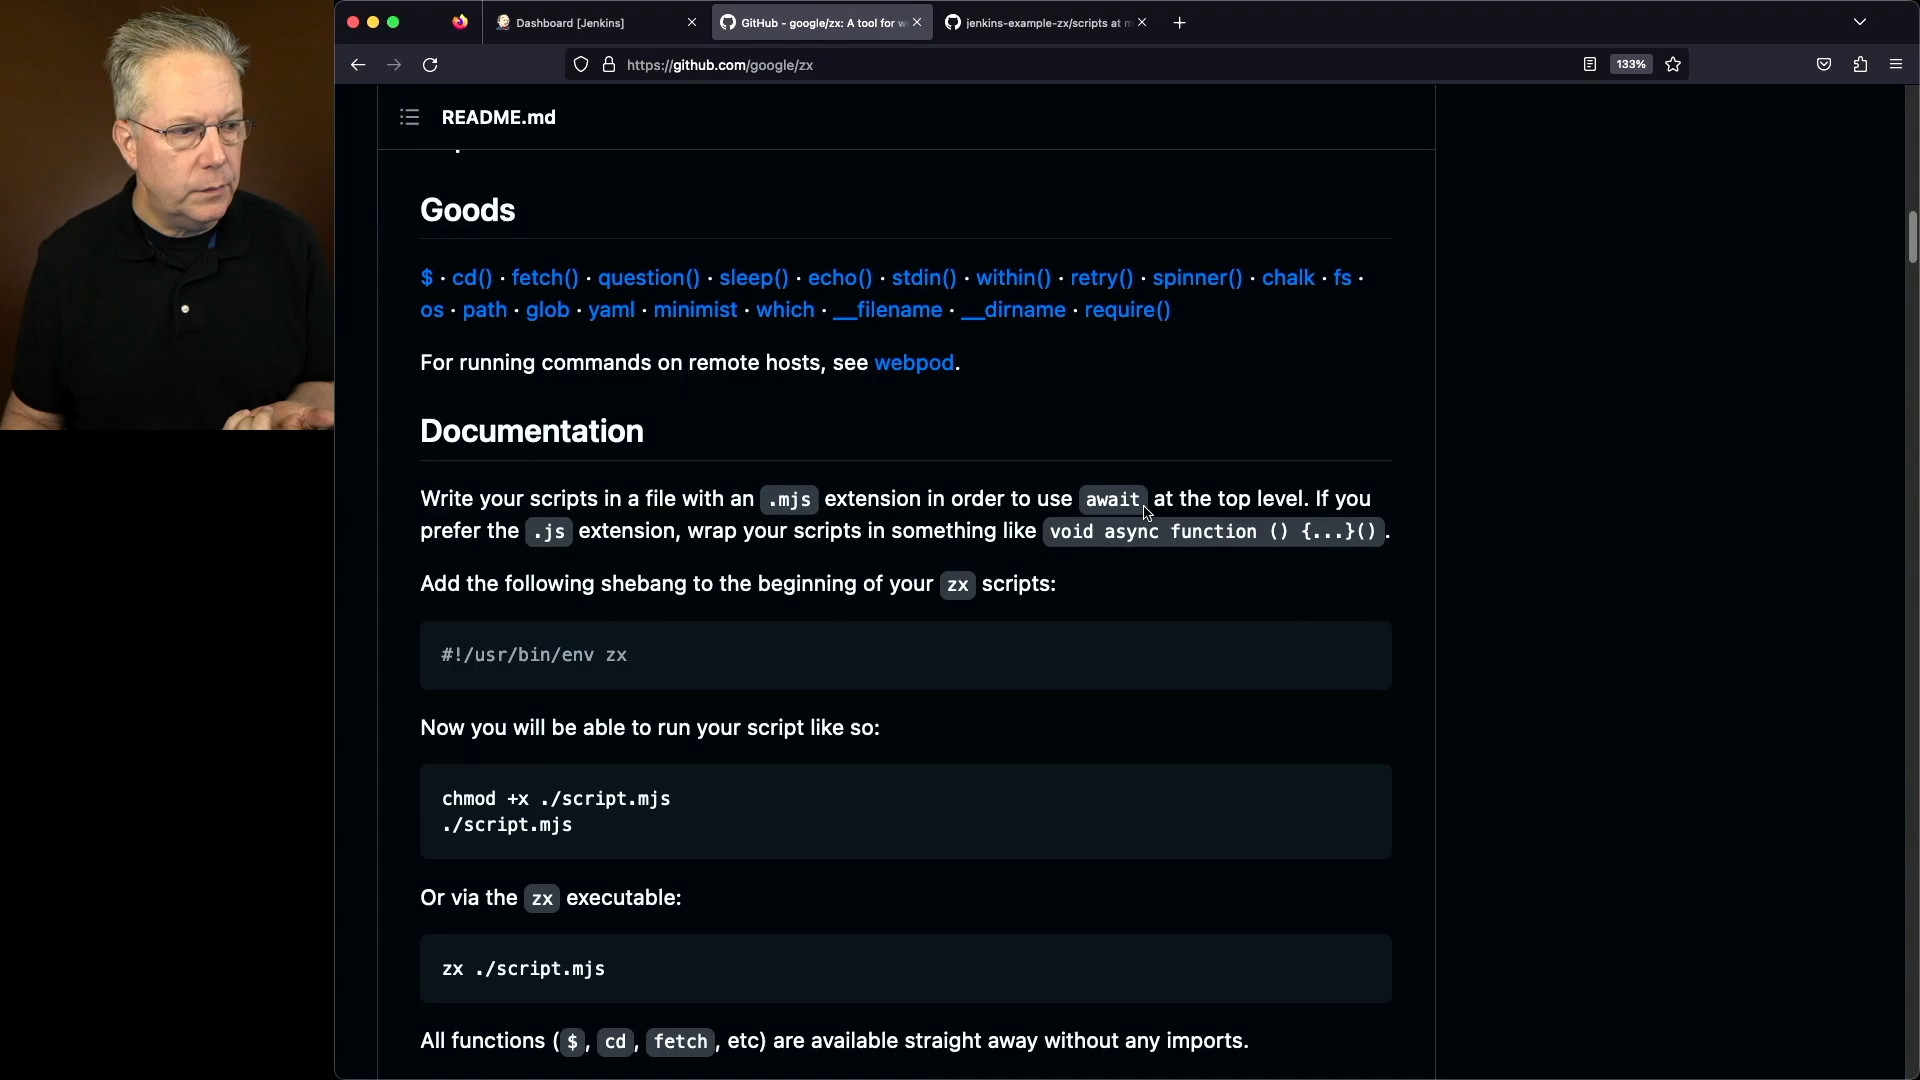 Dashboard [Jenkins]
GitHub - google/zx: A tool for w
jenkins-example-zx/scripts at m
https://github.com/google/zx
133%
README.md
Goods
$ · cd() · fetch() · question() · sleep() · echo() · stdin() · within() · retry() · spinner() · chalk · fs ·
os · path · glob · yaml · minimist · which · __filename · __dirname · require()
For running commands on remote hosts, see webpod.
Documentation
Write your scripts in a file with an .mjs extension in order to use await at the top level. If you
prefer the .js extension, wrap your scripts in something like void async function () {...}().
Add the following shebang to the beginning of your zx scripts:
#!/usr/bin/env zx
Now you will be able to run your script like so:
chmod +x ./script.mjs
./script.mjs
Or via the zx executable:
zx ./script.mjs
All functions ($, cd, fetch, etc) are available straight away without any imports.